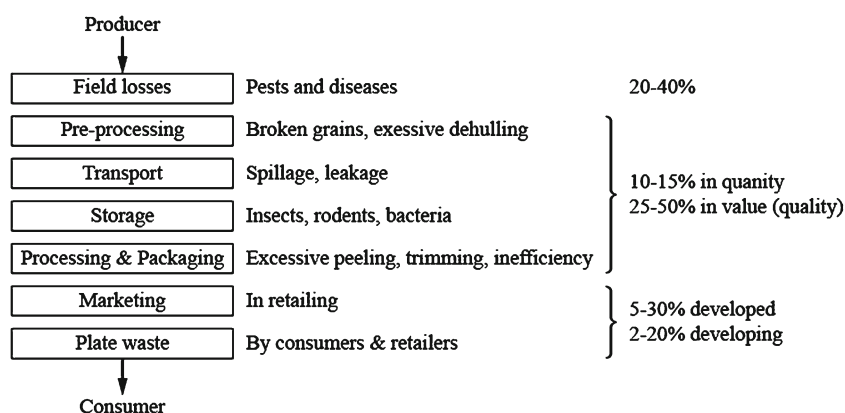 Producer
Field losses Pests and diseases 20-40%
Pre-processing Broken grains, exessive dehulling
Transport Spillage, leakage
10-15% in quanity
25-50% in value (quality)
Storage Insects, rodents, bacteria
Processing & Packaging Excessive peeling, trimming, inefficiency
Marketing In retailing
5-30% developed
2-20% developing
Plate waste By consumers & retailers
Consumer